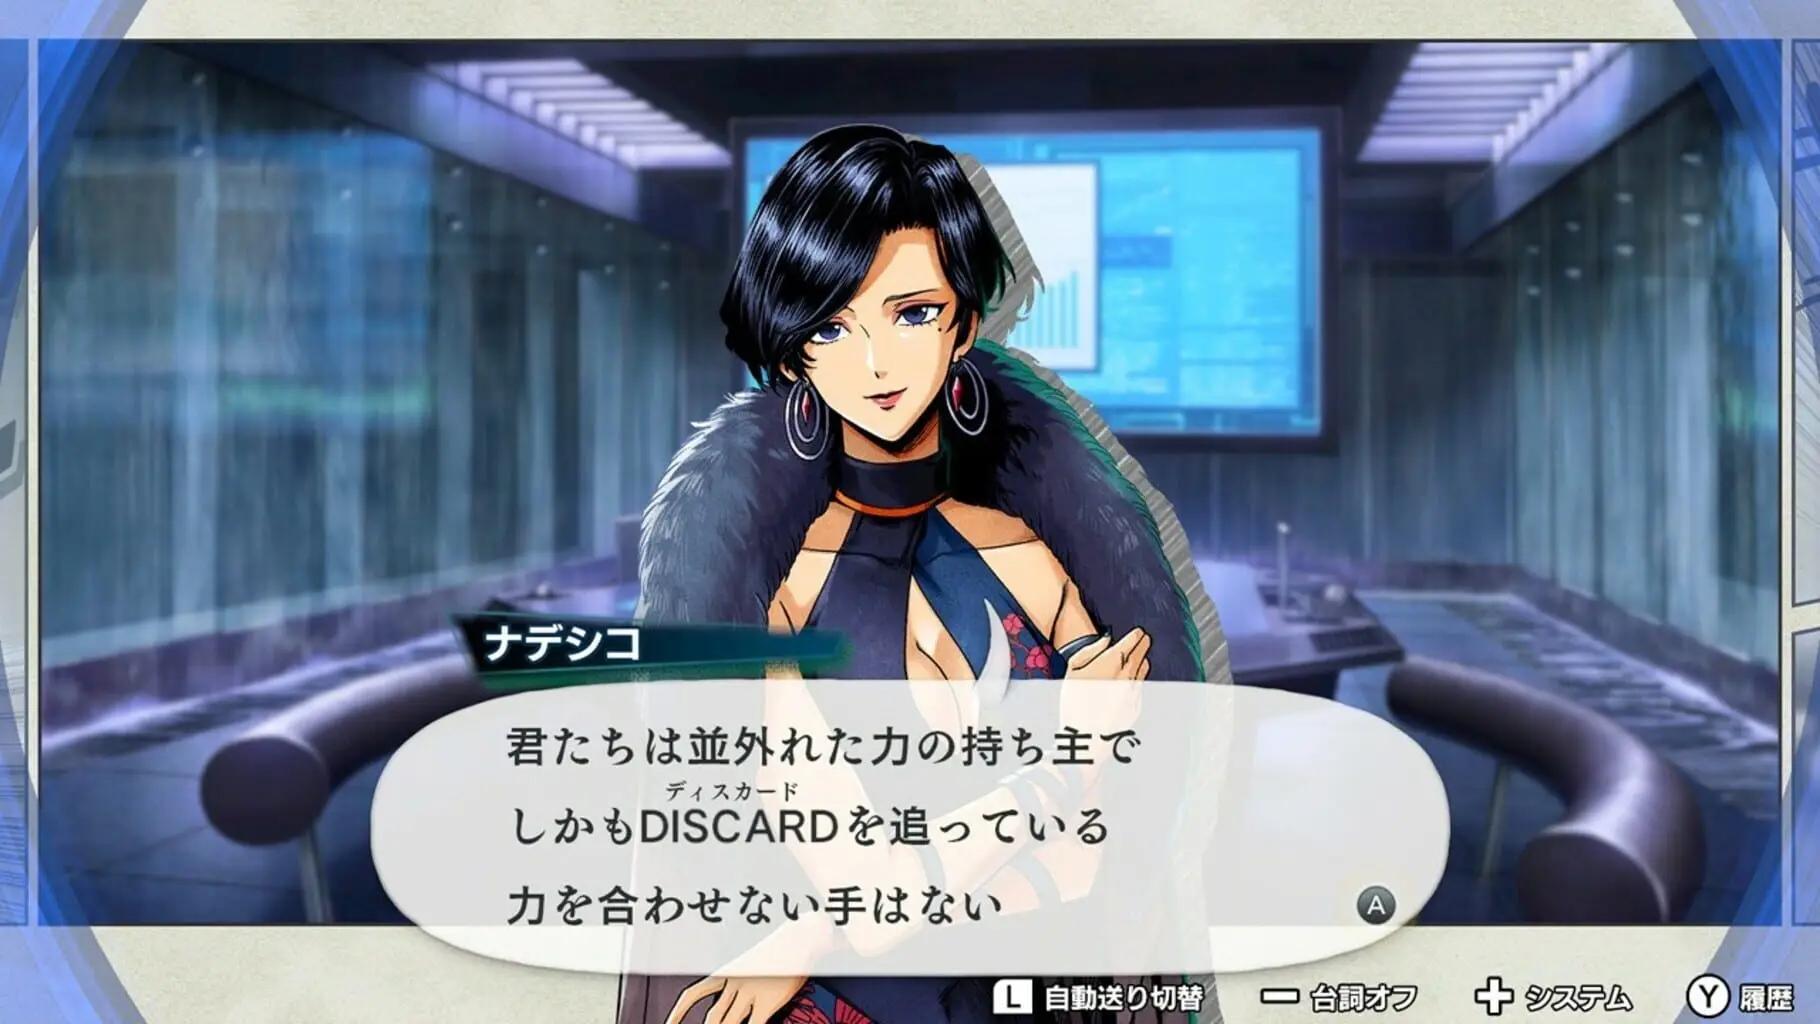 ナデシコ
君たちは並外れた力の持ち主で
ディスカード
しかもDISCARDを追っている
力を合わせない手はない
A
L 自動送り切替 − 台詞オフ + システム Y 履歴